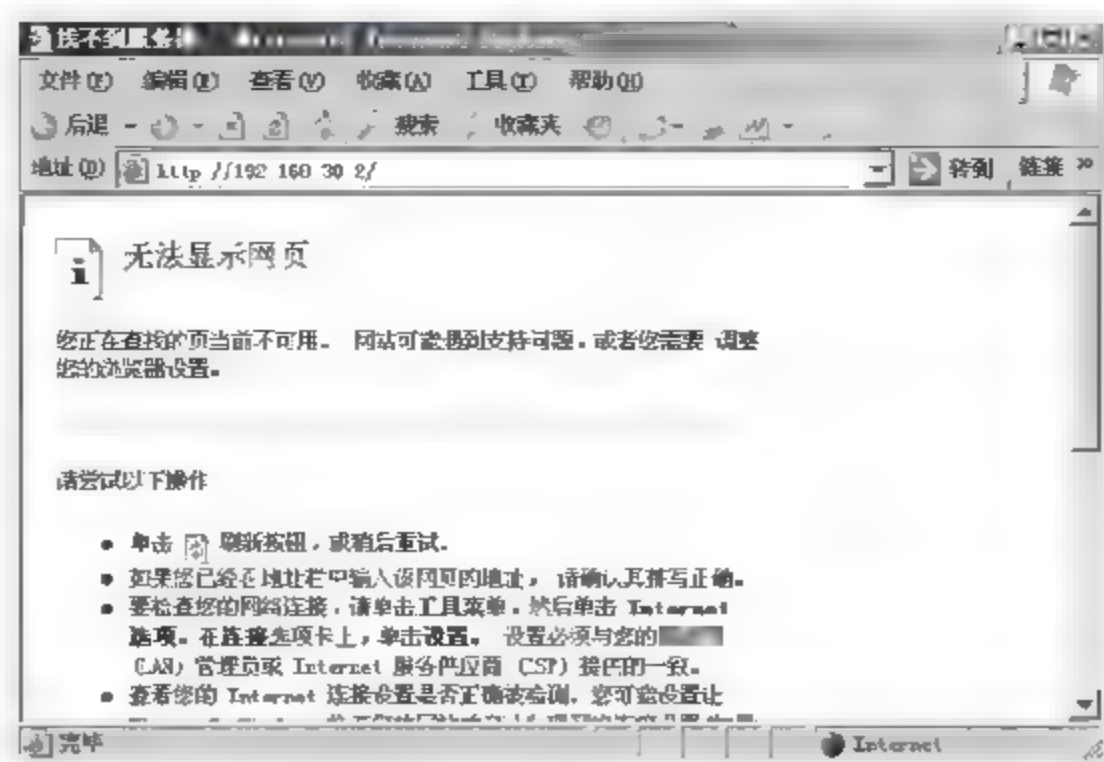 找不到服务器
文件(F) 编辑(E) 查看(V) 收藏(A) 工具(T) 帮助(H)
后退 搜索 收藏夹
地址(D) http //192 168 30 2/ 转到 链接 »
无法显示网页
您正在查找的页当前不可用。 网站可能遇到支持问题,或者您需要 调整
您的浏览器设置。
请尝试以下操作
单击 刷新按钮,或稍后重试.
如果您已经在地址栏中输入该网页的地址, 请确认其拼写正确。
要检查您的网络连接,请单击工具菜单,然后单击 Internet
选项。在连接选项卡上,单击设置。 设置必须与您的
(LAN) 管理员或 Internet 服务供应商 (ISP) 提供的一致。
查看您的 Internet 连接设置是否正确被检测. 您可能设置让
完毕 Internet